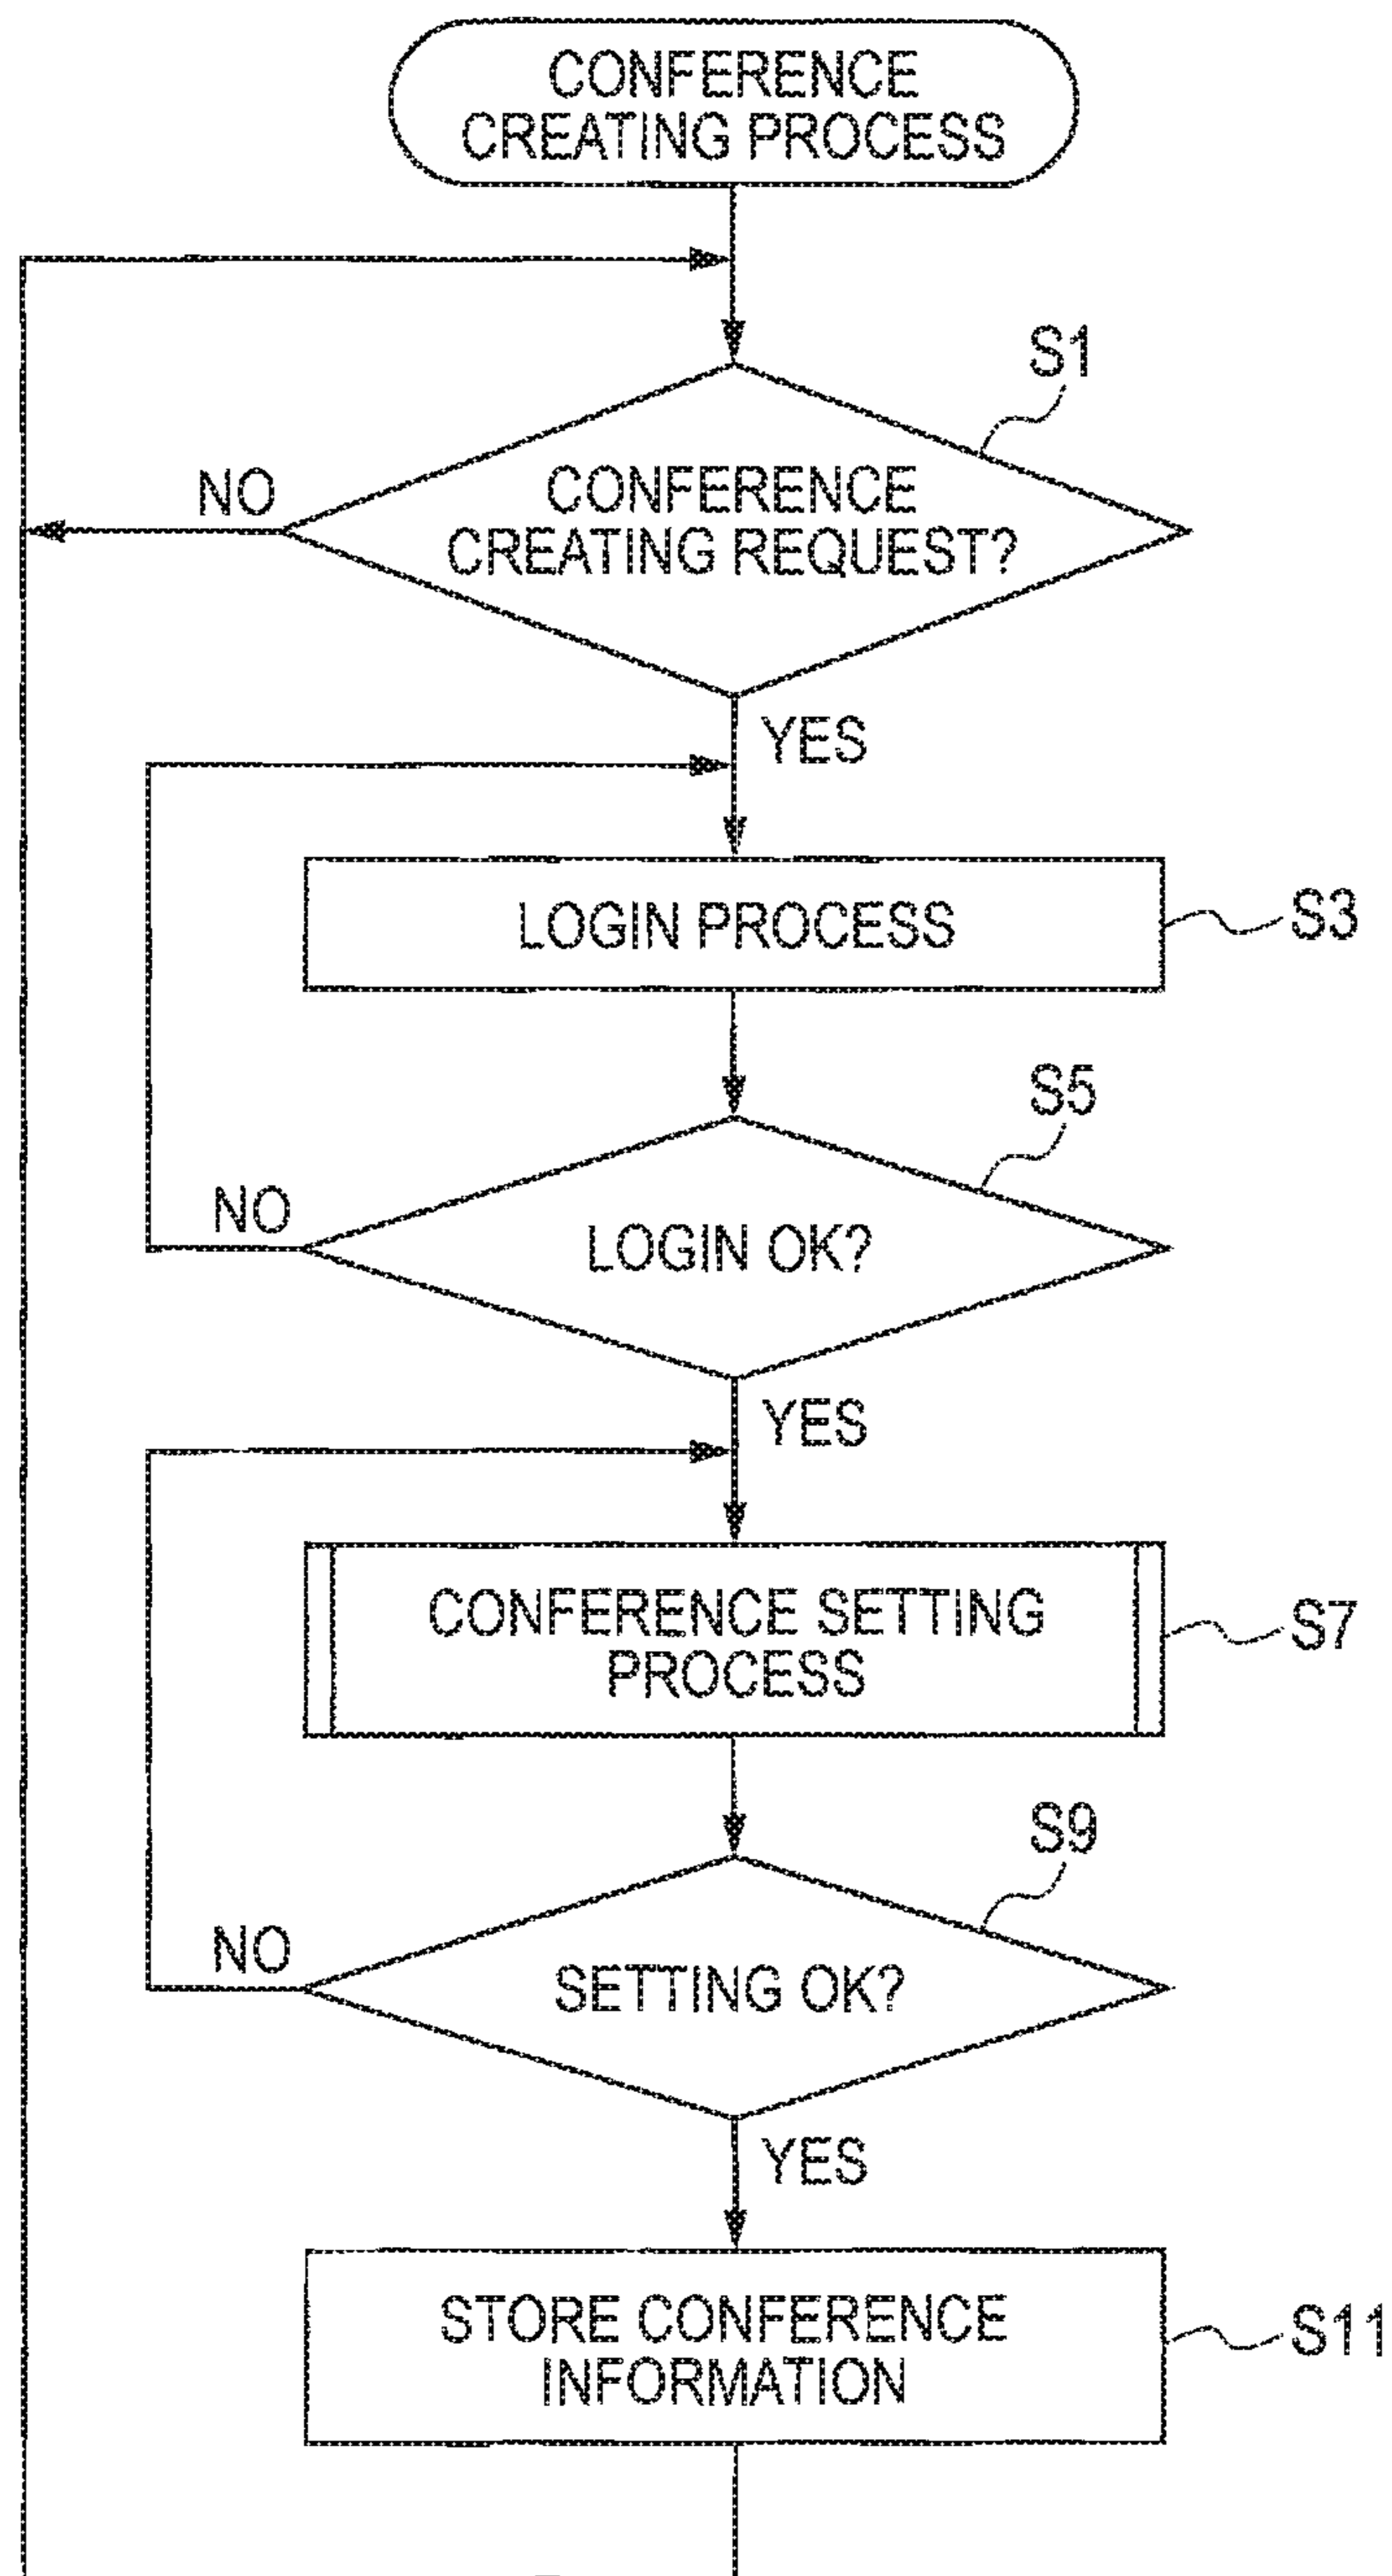 CONFERENCE
CREATING PROCESS
S1
NO
CONFERENCE
CREATING REQUEST?
YES
LOGIN PROCESS
S3
S5
NO
LOGIN OK?
YES
CONFERENCE SETTING
PROCESS
S7
S9
NO
SETTING OK?
YES
STORE CONFERENCE
INFORMATION
S11